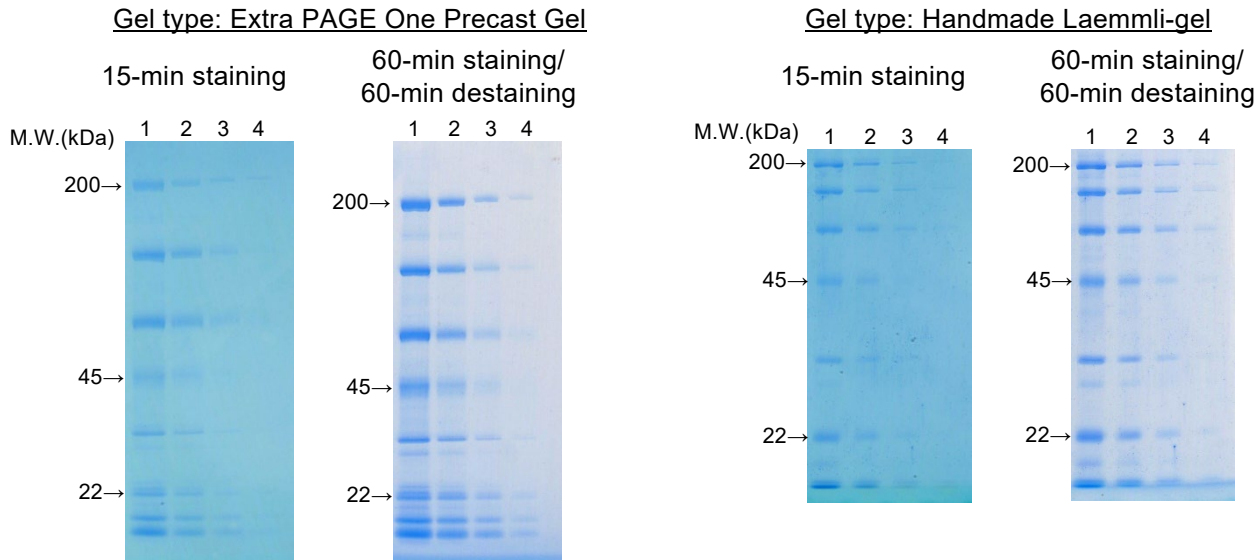 Gel type: Extra PAGE One Precast Gel
15-min staining
60-min staining/
60-min destaining
M.W.(kDa)
1 2 3 4
200→
45→
22→
1 2 3 4
200→
45→
22→
Gel type: Handmade Laemmli-gel
15-min staining
60-min staining/
60-min destaining
M.W.(kDa)
1 2 3 4
200→
45→
22→
1 2 3 4
200→
45→
22→